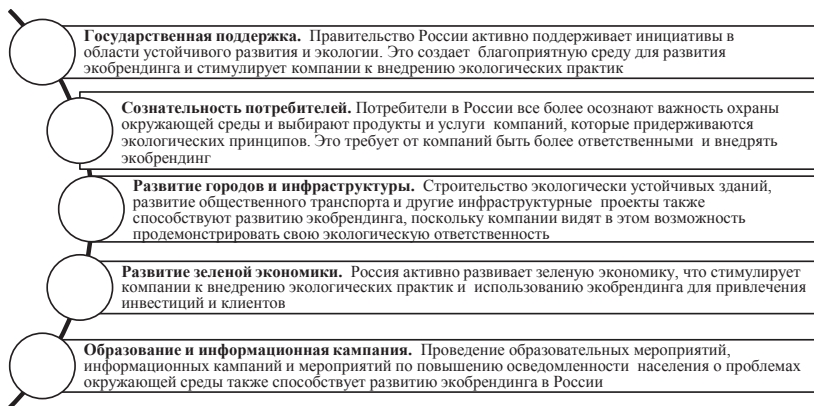 Государственная поддержка. Правительство России активно поддерживает инициативы в
области устойчивого развития и экологии. Это создает благоприятную среду для развития
экобрендинга и стимулирует компании к внедрению экологических практик
Сознательность потребителей. Потребители в России все более осознают важность охраны
окружающей среды и выбирают продукты и услуги компаний, которые придерживаются
экологических принципов. Это требует от компаний быть более ответственными и внедрять
экобрендинг
Развитие городов и инфраструктуры. Строительство экологически устойчивых зданий,
развитие общественного транспорта и другие инфраструктурные проекты также
способствуют развитию экобрендинга, поскольку компании видят в этом возможность
продемонстрировать свою экологическую ответственность
Развитие зеленой экономики. Россия активно развивает зеленую экономику, что стимулирует
компании к внедрению экологических практик и использованию экобрендинга для привлечения
инвестиций и клиентов
Образование и информационная кампания. Проведение образовательных мероприятий,
информационных кампаний и мероприятий по повышению осведомленности населения о проблемах
окружающей среды также способствует развитию экобрендинга в России